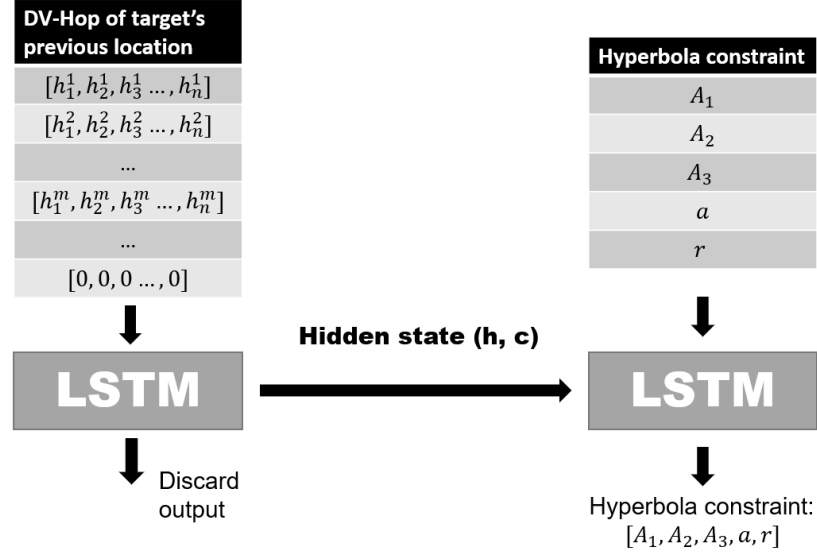 DV-Hop of target's
previous location
[h_1^1, h_2^1, h_3^1 ..., h_n^1]
[h_1^2, h_2^2, h_3^2 ..., h_n^2]
...
[h_1^m, h_2^m, h_3^m ..., h_n^m]
...
[0, 0, 0 ..., 0]
LSTM
Discard
output
Hidden state (h, c)
Hyperbola constraint
A_1
A_2
A_3
a
r
LSTM
Hyperbola constraint:
[A_1, A_2, A_3, a, r]